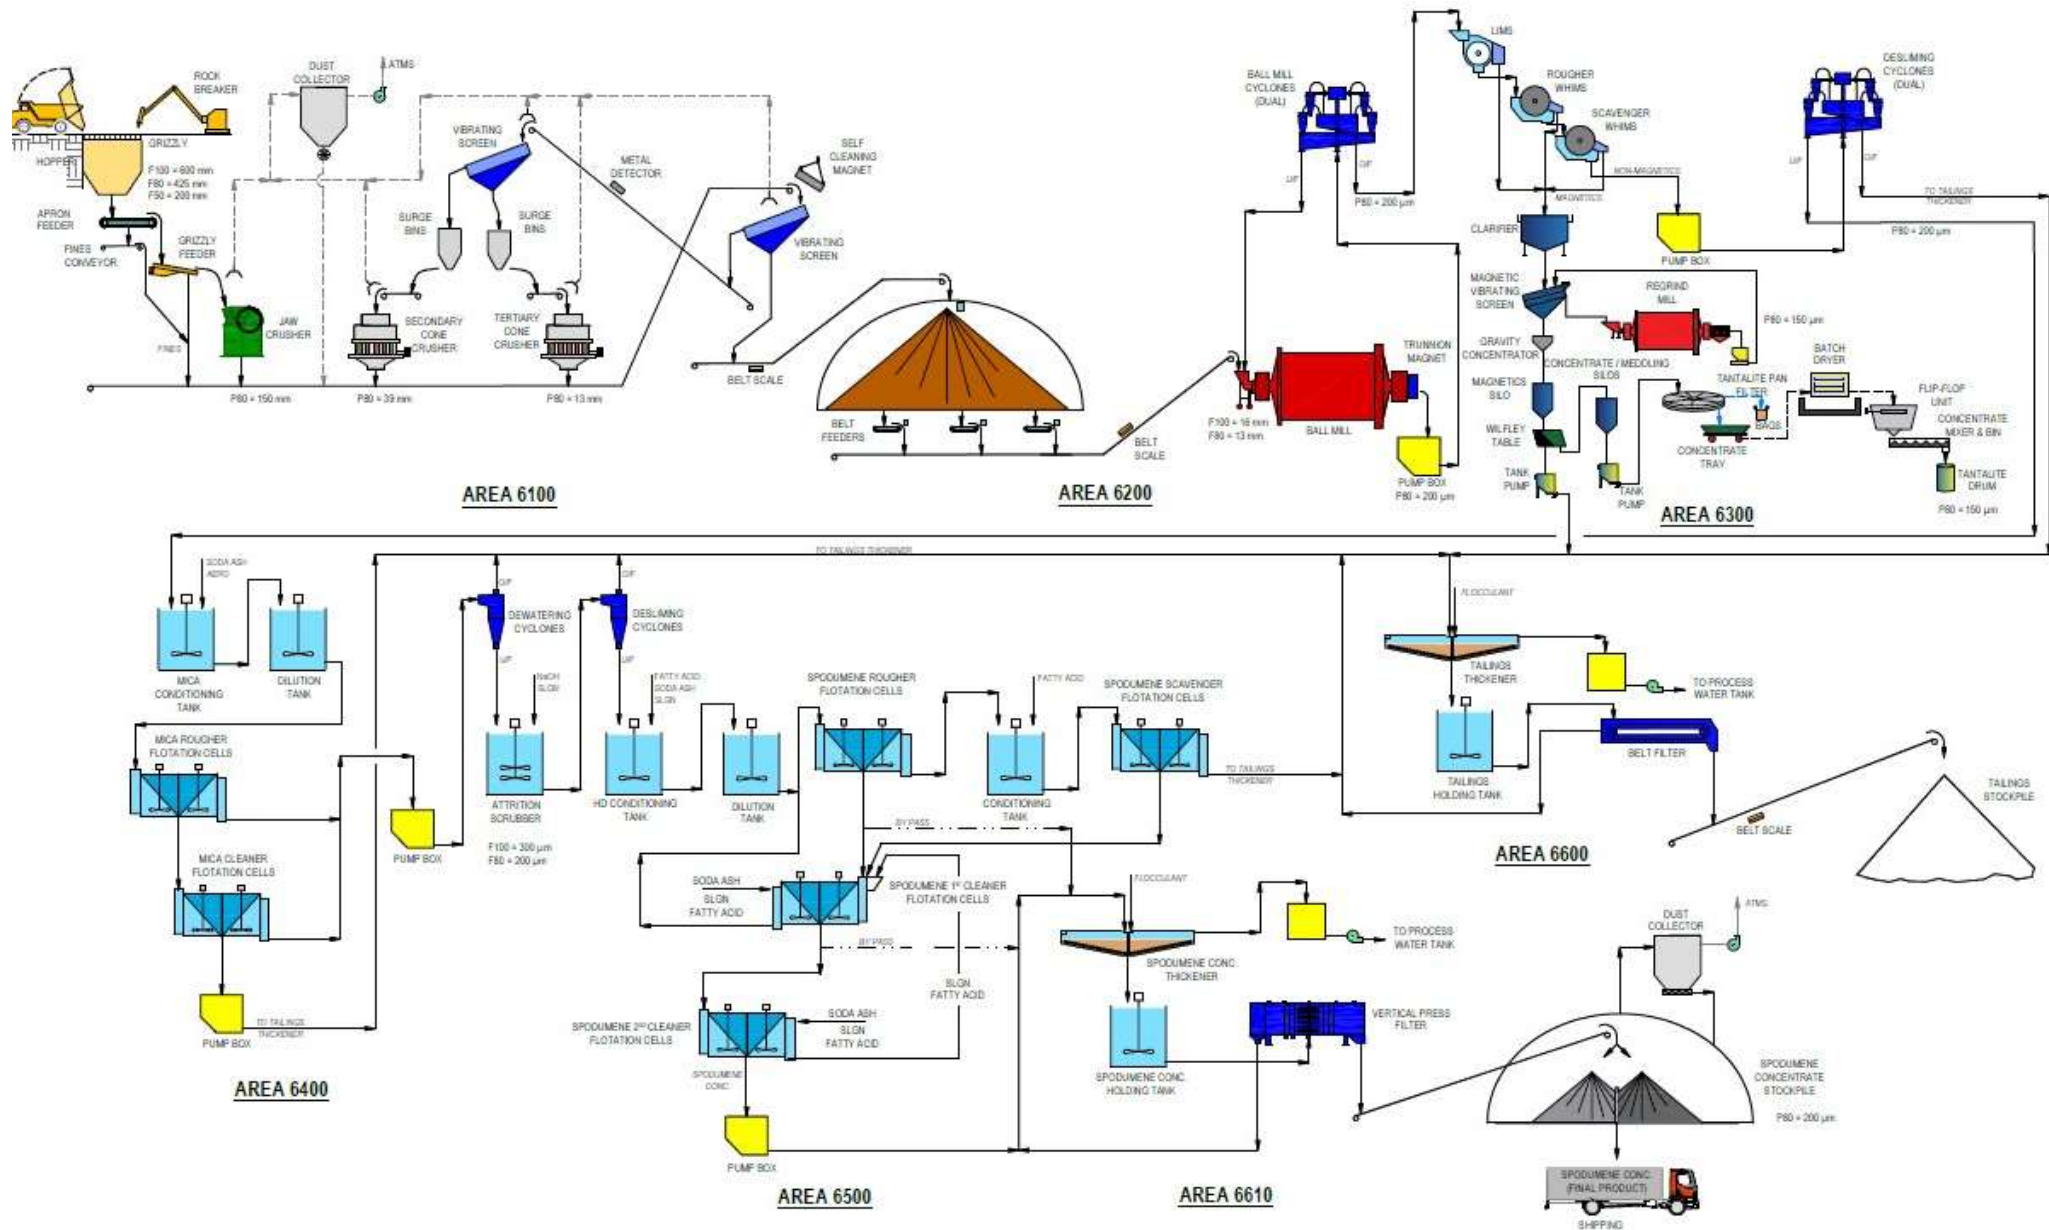 ROCK
BREAKER
DUST
COLLECTOR
ATMS
HOPPER
GRIZZLY
F100 = 600 mm
F80 = 425 mm
F50 = 200 mm
APRON
FEEDER
FINES
CONVEYOR
GRIZZLY
FEEDER
FINES
JAW
CRUSHER
P80 = 150 mm
VIBRATING
SCREEN
SURGE
BINS
SURGE
BINS
SECONDARY
CONE
CRUSHER
P80 = 39 mm
TERTIARY
CONE
CRUSHER
P80 = 13 mm
METAL
DETECTOR
SELF
CLEANING
MAGNET
VIBRATING
SCREEN
BELT SCALE
AREA 6100
BELT
FEEDERS
BELT
SCALE
AREA 6200
BALL MILL
CYCLONES
(DUAL)
U/F
O/F
P80 = 200 µm
F100 = 16 mm
F80 = 13 mm
BALL MILL
TRUNNION
MAGNET
PUMP BOX
P80 = 200 µm
LIMS
ROUGHER
WHIMS
SCAVENGER
WHIMS
NON-MAGNETICS
MAGNETICS
CLARIFIER
PUMP BOX
DESLIMING
CYCLONES
(DUAL)
U/F
O/F
TO TAILINGS
THICKENER
P80 = 200 µm
MAGNETIC
VIBRATING
SCREEN
REGRIND
MILL
P80 = 150 µm
GRAVITY
CONCENTRATOR
CONCENTRATE / MEDDLING
SILOS
MAGNETICS
SILO
WILFLEY
TABLE
TANK
PUMP
TANK
PUMP
TANTALITE PAN
FILTER
BAGS
CONCENTRATE
TRAY
BATCH
DRYER
FLIP-FLOP
UNIT
CONCENTRATE
MIXER & BIN
TANTALITE
DRUM
P80 = 150 µm
AREA 6300
TO TAILINGS THICKENER
SODA ASH
AERO
MICA
CONDITIONING
TANK
DILUTION
TANK
MICA ROUGHER
FLOTATION CELLS
MICA CLEANER
FLOTATION CELLS
PUMP BOX
TO TAILINGS
THICKENER
PUMP BOX
AREA 6400
O/F
DEWATERING
CYCLONES
U/F
O/F
DESLIMING
CYCLONES
U/F
NaOH
SLGN
ATTRITION
SCRUBBER
F100 = 300 µm
F80 = 200 µm
FATTY ACID
SODA ASH
SLGN
HD CONDITIONING
TANK
DILUTION
TANK
SPODUMENE ROUGHER
FLOTATION CELLS
FATTY ACID
CONDITIONING
TANK
SPODUMENE SCAVENGER
FLOTATION CELLS
TO TAILINGS
THICKENER
BY PASS
SODA ASH
SLGN
FATTY ACID
SPODUMENE 1ST CLEANER
FLOTATION CELLS
BY PASS
SLGN
FATTY ACID
SPODUMENE 2ND CLEANER
FLOTATION CELLS
SODA ASH
SLGN
FATTY ACID
SPODUMENE
CONC.
PUMP BOX
AREA 6500
FLOCCULANT
SPODUMENE CONC.
THICKENER
TO PROCESS
WATER TANK
SPODUMENE CONC.
HOLDING TANK
VERTICAL PRESS
FILTER
AREA 6610
FLOCCULANT
TAILINGS
THICKENER
TO PROCESS
WATER TANK
TAILINGS
HOLDING TANK
BELT FILTER
BELT SCALE
TAILINGS
STOCKPILE
AREA 6600
DUST
COLLECTOR
ATMS
SPODUMENE
CONCENTRATE
STOCKPILE
P80 = 200 µm
SPODUMENE CONC.
(FINAL PRODUCT)
SHIPPING